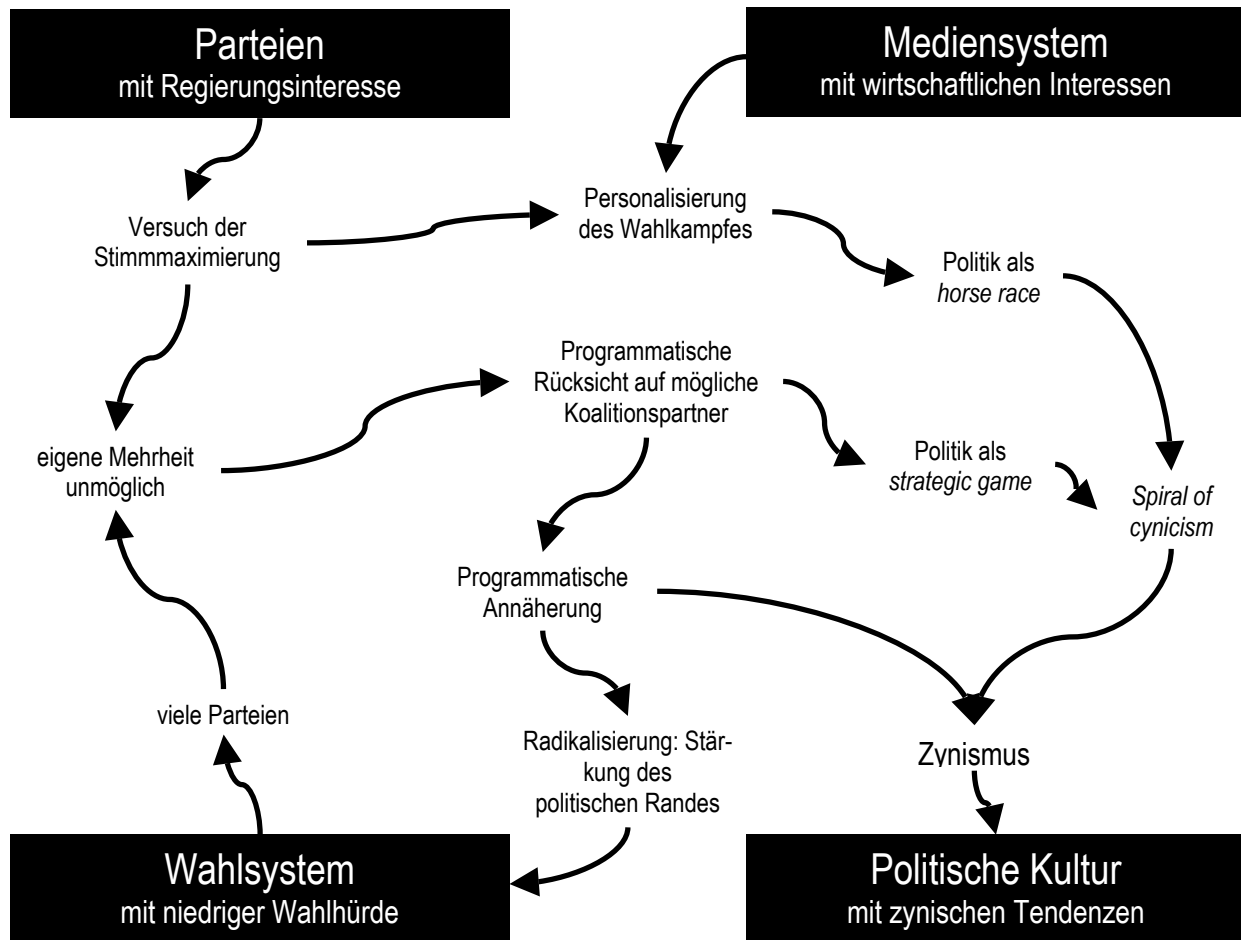 Parteien
mit Regierungsinteresse
Mediensystem
mit wirtschaftlichen Interessen
Versuch der
Stimmmaximierung
Personalisierung
des Wahlkampfes
Politik als
horse race
Programmatische
Rücksicht auf mögliche
Koalitionspartner
eigene Mehrheit
unmöglich
Politik als
strategic game
Spiral of
cynicism
Programmatische
Annäherung
viele Parteien
Radikalisierung: Stär-
kung des
politischen Randes
Zynismus
Wahlsystem
mit niedriger Wahlhürde
Politische Kultur
mit zynischen Tendenzen